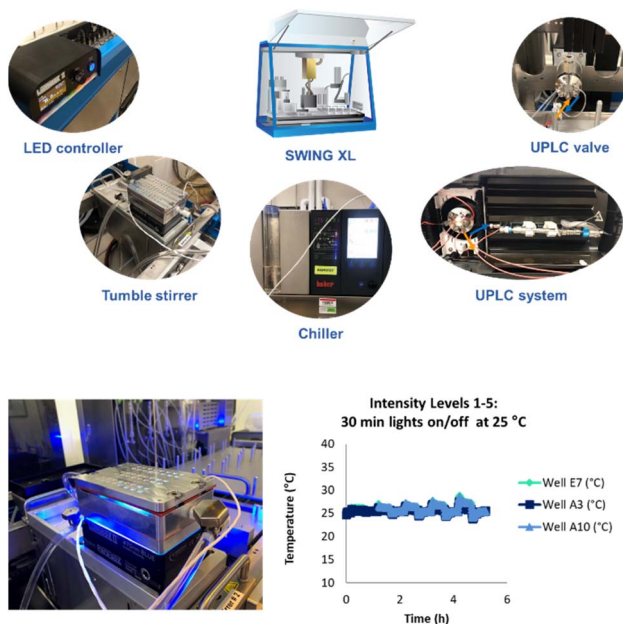 LED controller
SWING XL
UPLC valve
Tumble stirrer
huber
Chiller
UPLC system
Intensity Levels 1-5:
30 min lights on/off at 25 °C
Temperature (°C)
40
35
30
25
20
15
10
0 2 4 6
Time (h)
Well E7 (°C)
Well A3 (°C)
Well A10 (°C)